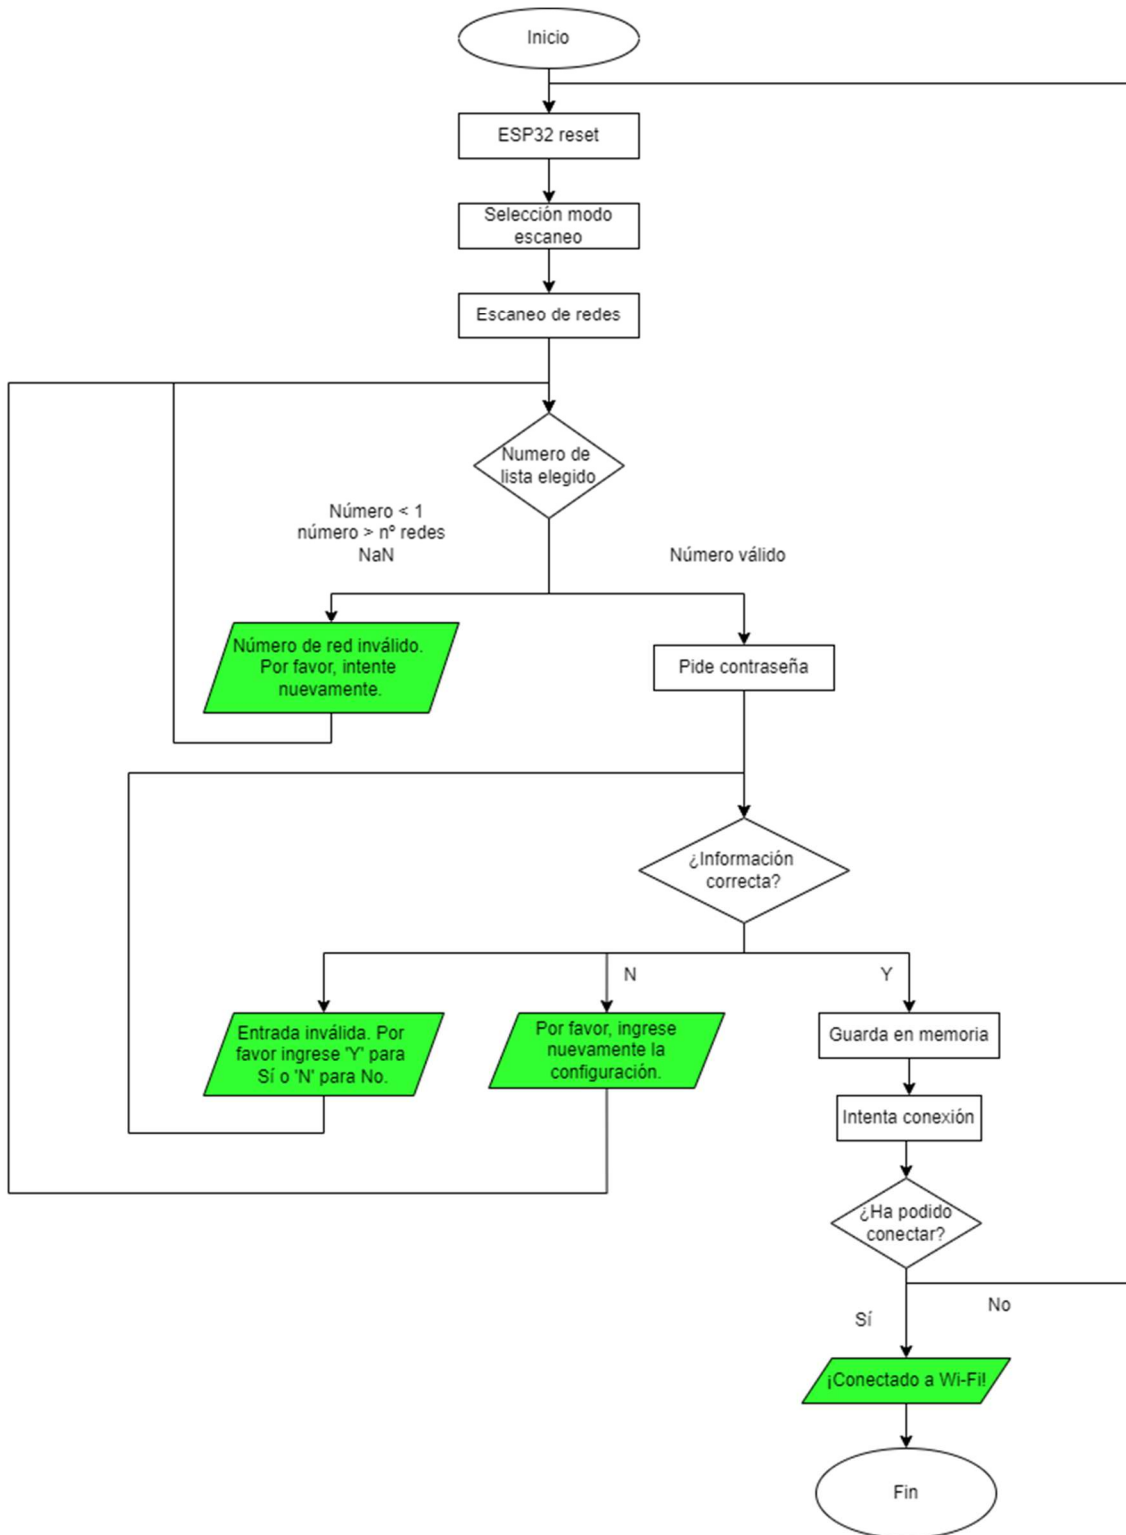 Inicio
ESP32 reset
Selección modo
escaneo
Escaneo de redes
Numero de
lista elegido
Número < 1
número > nº redes
NaN
Número válido
Número de red inválido.
Por favor, intente
nuevamente.
Pide contraseña
¿Información
correcta?
N
Y
Entrada inválida. Por
favor ingrese 'Y' para
Sí o 'N' para No.
Por favor, ingrese
nuevamente la
configuración.
Guarda en memoria
Intenta conexión
¿Ha podido
conectar?
No
Sí
¡Conectado a Wi-Fi!
Fin